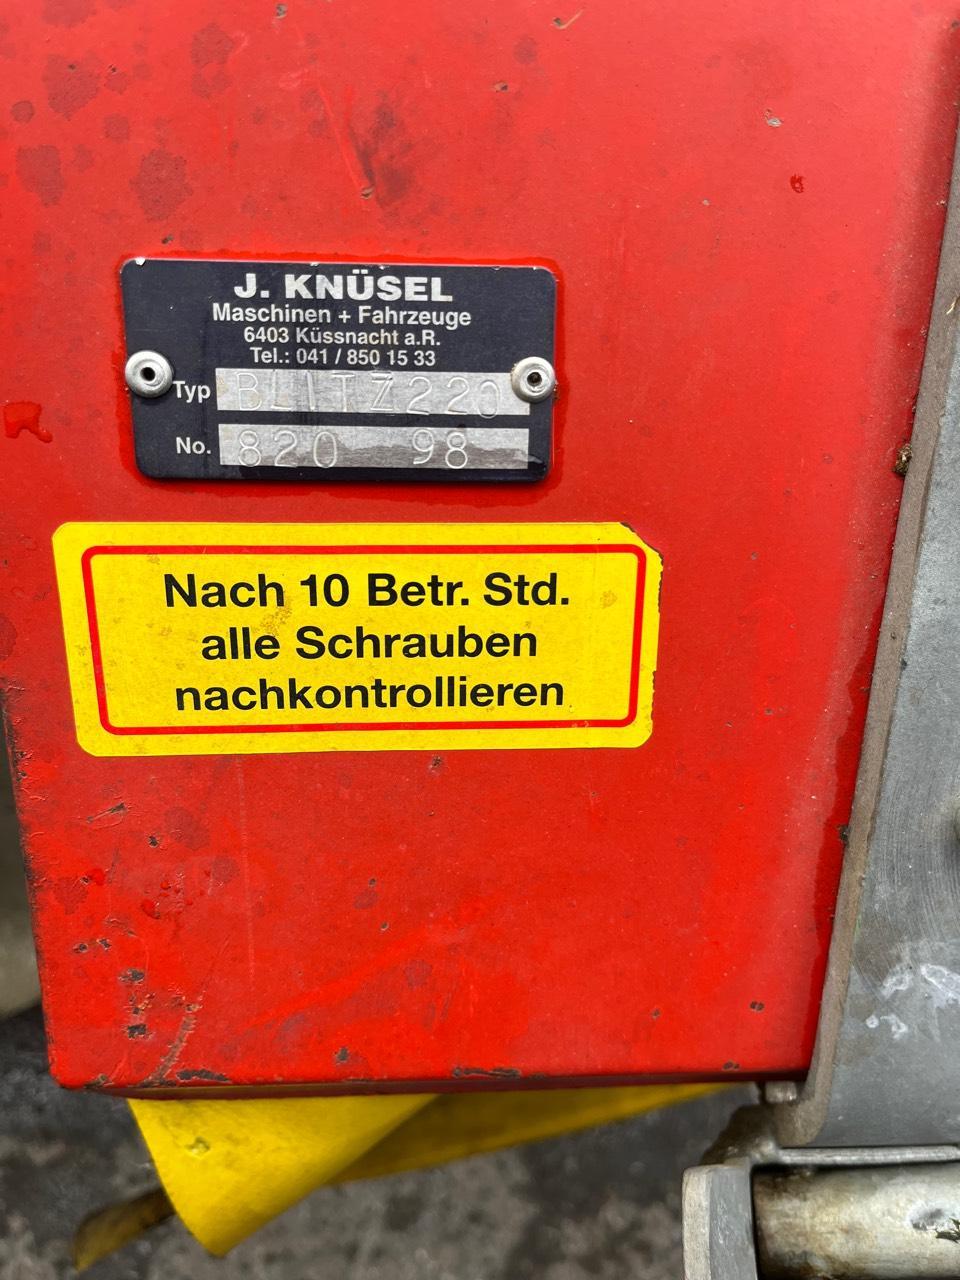 J. KNÜSEL
Maschinen + Fahrzeuge
6403 Küssnacht a.R.
Tel.: 041 / 850 15 33
Typ BLITZ220
No. 820 98
Nach 10 Betr. Std.
alle Schrauben
nachkontrollieren